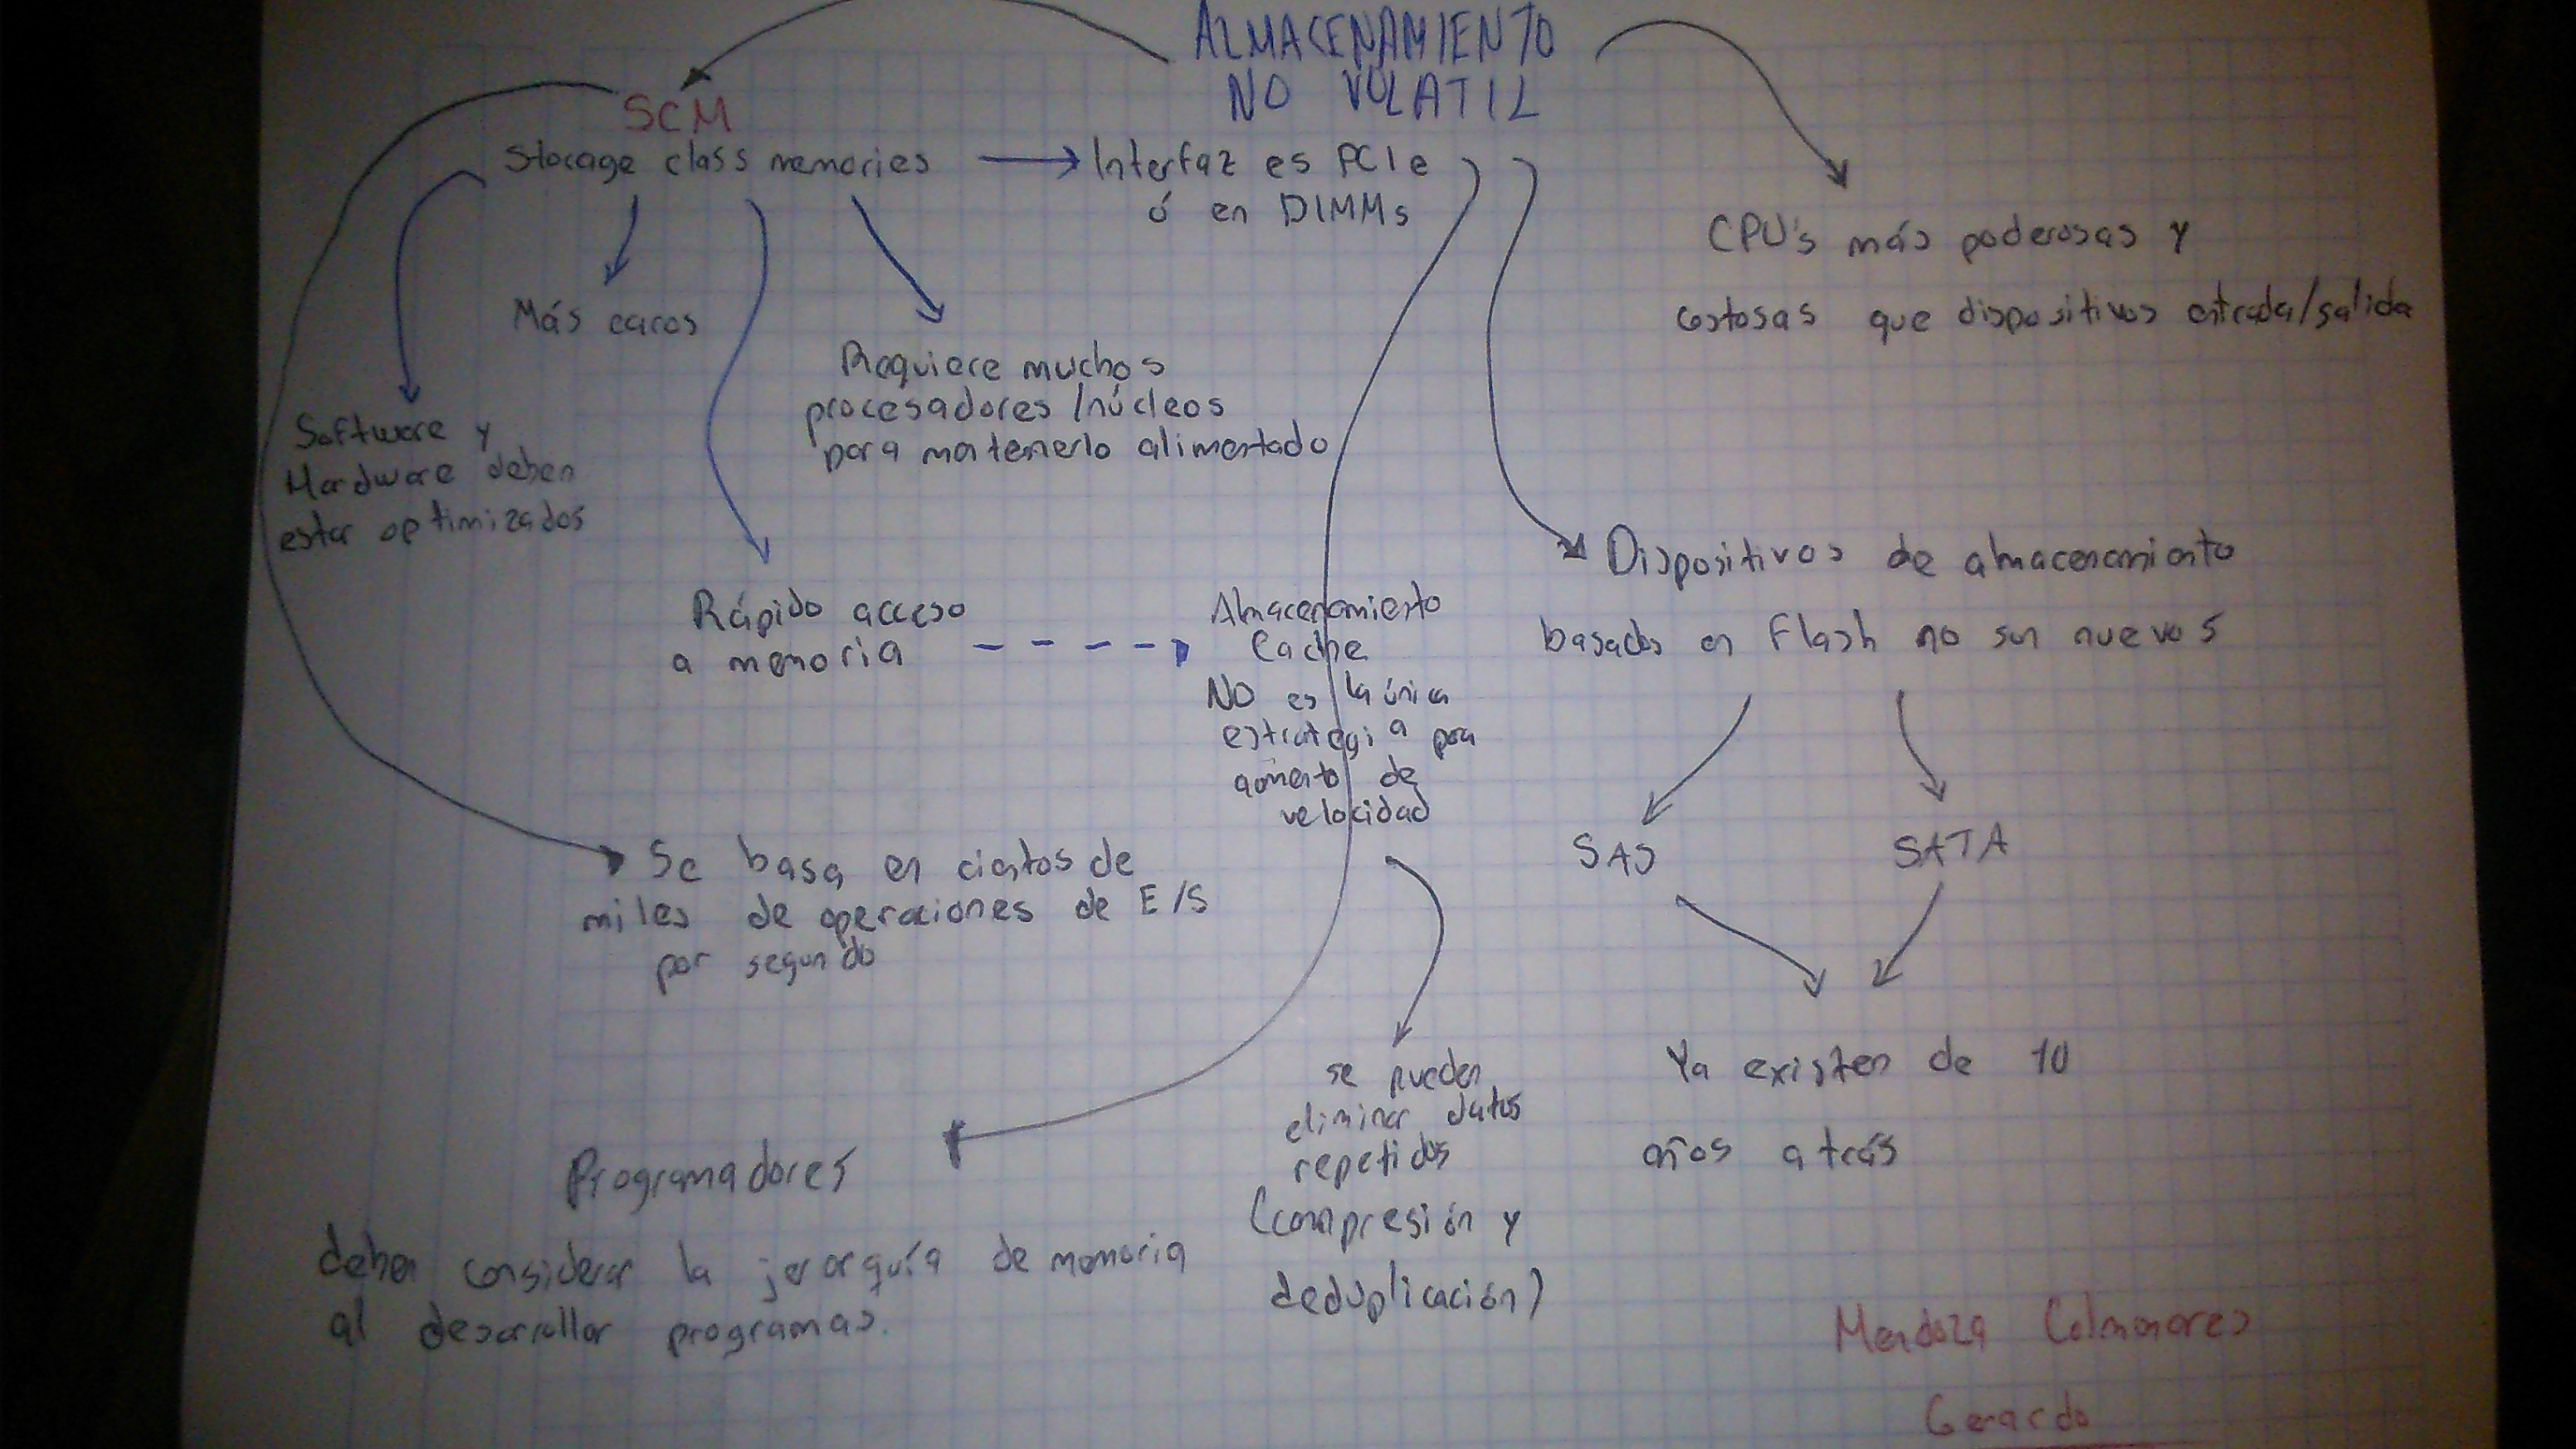 ALMACENAMIENTO
NO VOLATIL
SCM
Storage class memories
Interfaz es PCIe
ó en DIMMs
CPU's más poderosas y
costosas que dispositivos entrada/salida
Más caros
Requiere muchos
procesadores/núcleos
para matenerlo alimentado
Software y
Hardware deben
estar optimizados
Rápido acceso
a memoria
Almacenamiento
Cache
NO es la única
estrategia para
aumento de
velocidad
Dispositivos de almacenamiento
basados en Flash no son nuevos
SAS
SATA
Se basa en cientos de
miles de operaciones de E/S
por segundo
Ya existen de 10
años atrás
se pueden
eliminar datos
repetidos
(compresión y
deduplicación)
Programadores
deben considerar la jerarquía de memoria
al desarrollar programas.
Mendoza Colmenares
Gerardo